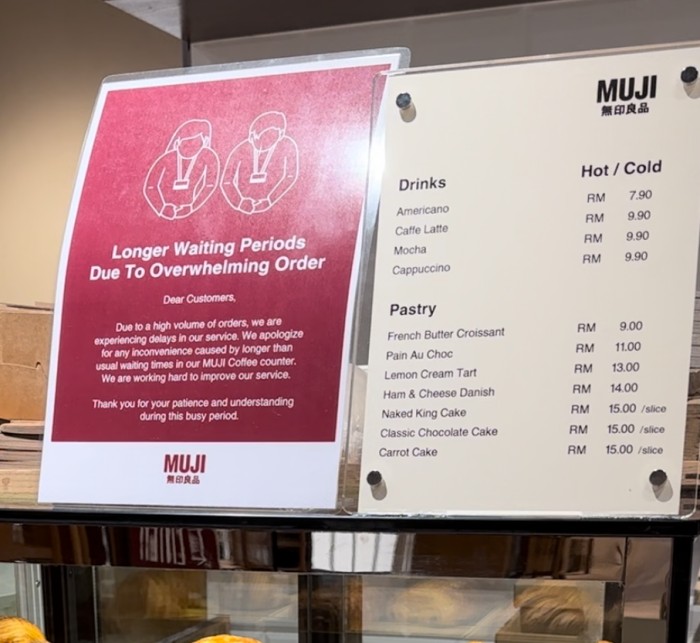 Longer Waiting Periods
Due To Overwhelming Order
Dear Customers,
Due to a high volume of orders, we are
experiencing delays in our service. We apologize
for any inconvenience caused by longer than
usual waiting times in our MUJI Coffee counter.
We are working hard to improve our service.
Thank you for your patience and understanding
during this busy period.
MUJI
無印良品
MUJI
無印良品
Drinks Hot / Cold
Americano RM 7.90
Caffe Latte RM 9.90
Mocha RM 9.90
Cappuccino RM 9.90
Pastry
French Butter Croissant RM 9.00
Pain Au Choc RM 11.00
Lemon Cream Tart RM 13.00
Ham & Cheese Danish RM 14.00
Naked King Cake RM 15.00 /slice
Classic Chocolate Cake RM 15.00 /slice
Carrot Cake RM 15.00 /slice